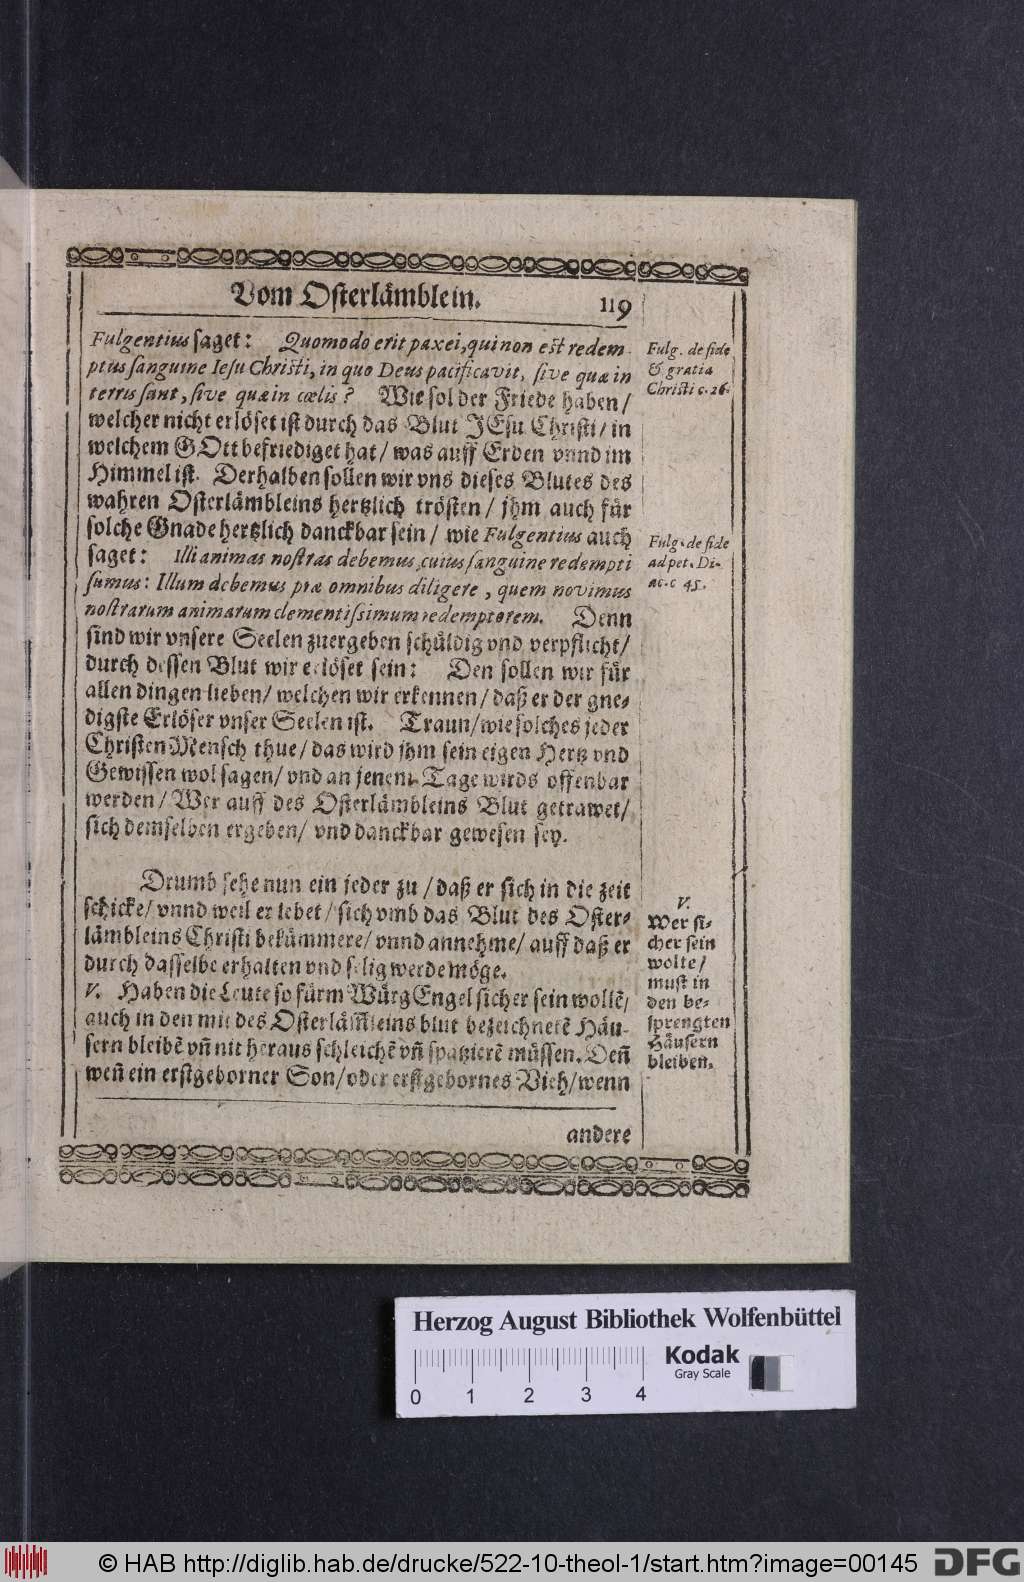 Vom Osterlämblein. 119
Fulgentius saget: Quomodo erit pax ei, qui non est redem-
ptus sanguine Iesu Christi, in quo Deus pacificavit, sive quæ in
terris sunt, sive quæ in cœlis? Wie sol der Friede haben/
welcher nicht erlöset ist durch das Blut JEsu Christi/ in
welchem GOtt befriediget hat/ was auff Erden vnnd im
Himmel ist. Derhalben sollen wir vns dieses Blutes des
wahren Osterlämbleins hertzlich trösten/ jhm auch für
solche Gnade hertzlich danckbar sein/ wie Fulgentius auch
saget: Illi animas nostras debemus, cuius sanguine redempti
sumus: Illum debemus præ omnibus diligere, quem novimus
nostrarum animarum clementissimum redemptorem. Denn
sind wir vnsere Seelen zuergeben schüldig vnd verpflicht/
durch dessen Blut wir erlöset sein: Den sollen wir für
allen dingen lieben/ welchen wir erkennen/ daß er der gne-
digste Erlöser vnser Seelen ist. Traun/ wie solches jeder
Christen Mensch thue/ das wird jhm sein eigen Hertz vnd
Gewissen wol sagen/ vnd an jenem Tage wirds offenbar
werden/ Wer auff des Osterlämbleins Blut getrawet/
sich demselben ergeben/ vnd danckbar gewesen sey.
Drumb sehe nun ein jeder zu/ daß er sich in die zeit
schicke/ vnnd weil er lebet/ sich vmb das Blut des Oster-
lämbleins Christi bekümmere/ vnnd annehme/ auff daß er
durch dasselbe erhalten vnd selig werde möge.
V. Haben die Leute so fürm Würg Engel sicher sein wollē/
auch in den mit des Osterläm̄leins blut bezeichnetē Häu-
sern bleibē vn̄ nit heraus schleichē vn̄ spatzierē müssen. Den̄
wen̄ ein erstgeborner Son/ oder erstgebornes Vieh/ wenn
andere
Fulg. de fide
& gratia
Christi c. 26.
Fulg. de fide
ad pet. Di-
ac. c 45.
V.
Wer si-
cher sein
wolte/
must in
den be-
sprengten
Häusern
bleiben.
Herzog August Bibliothek Wolfenbüttel
Kodak
Gray Scale
0 1 2 3 4
© HAB http://diglib.hab.de/drucke/522-10-theol-1/start.htm?image=00145
DFG